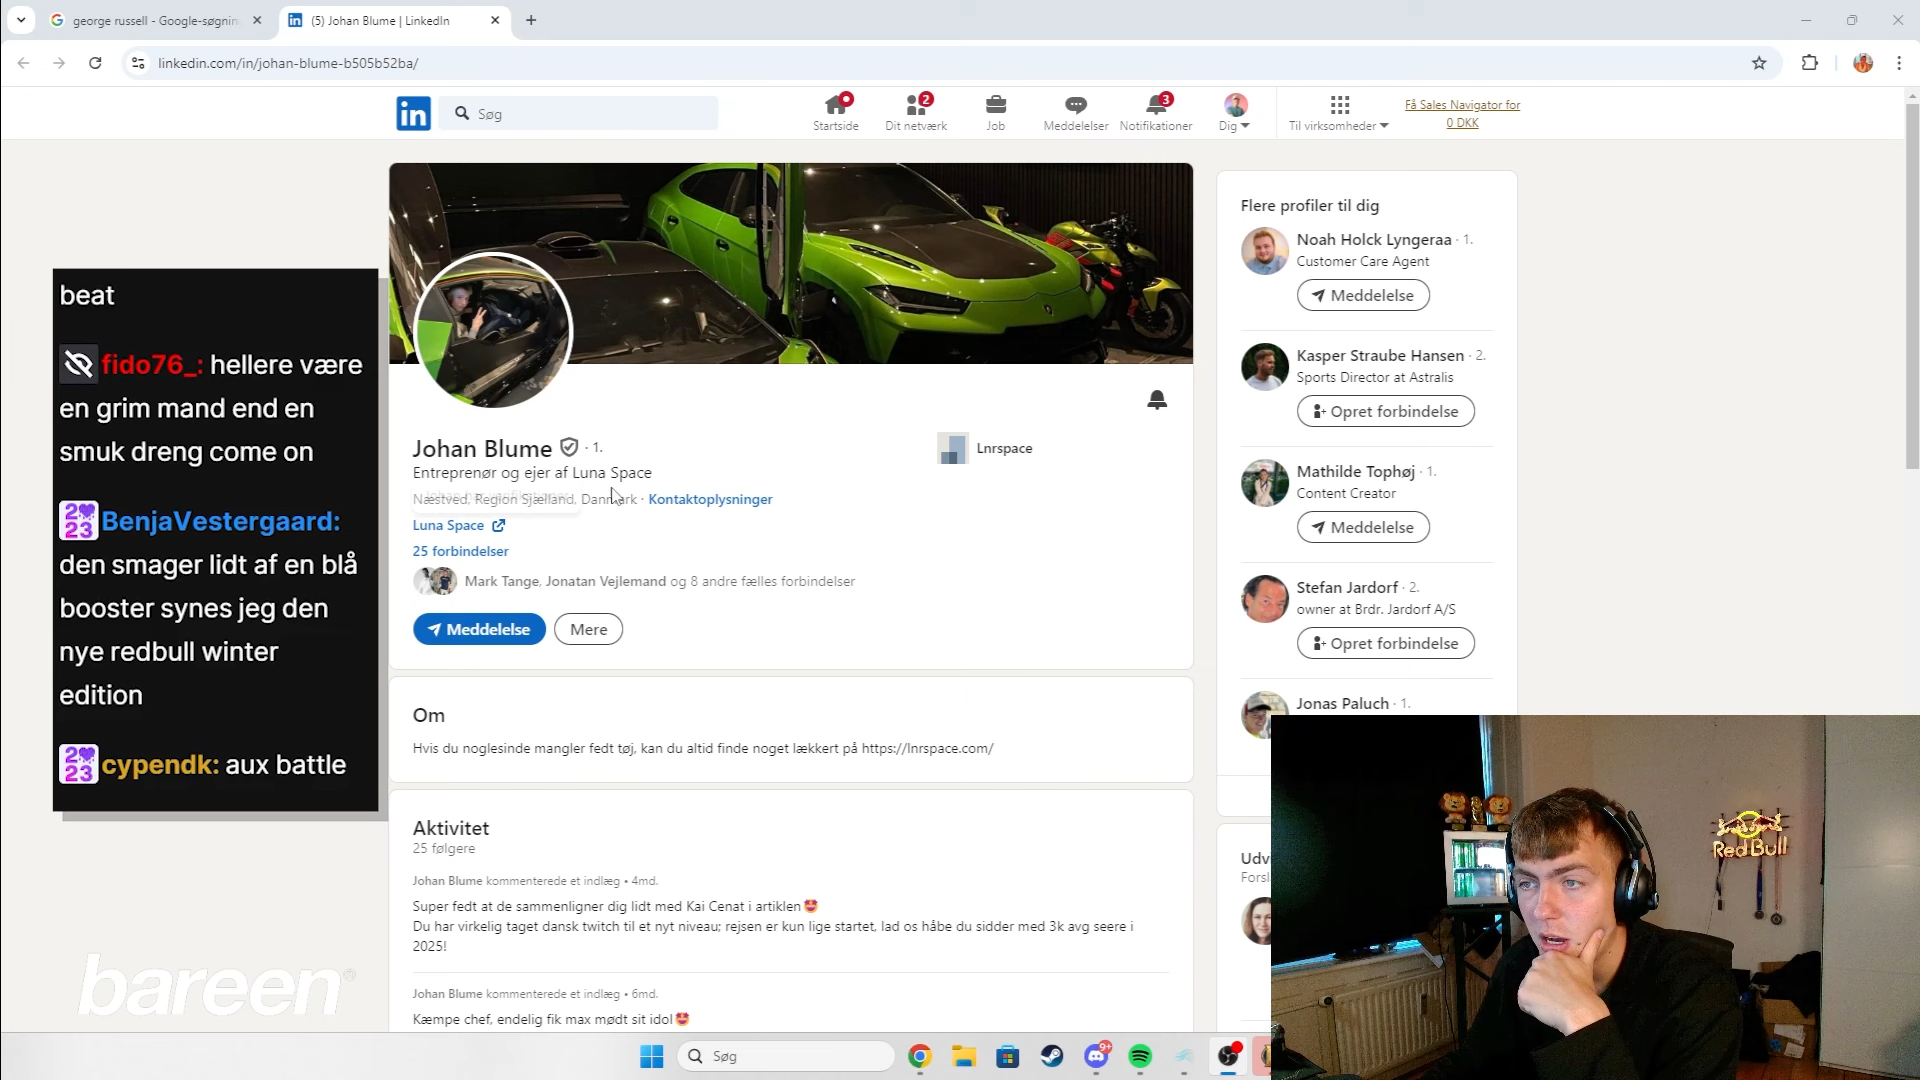 george russell - Google-søgning
(5) Johan Blume | LinkedIn
linkedin.com/in/johan-blume-b505b52ba/
in
Søg
Startside
2
Dit netværk
Job
Meddelelser
3
Notifikationer
Dig
Til virksomheder
Få Sales Navigator for
0 DKK
beat
fido76_: hellere være
en grim mand end en
smuk dreng come on
2023 BenjaVestergaard:
den smager lidt af en blå
booster synes jeg den
nye redbull winter
edition
2023 cypendk: aux battle
bareen®
Johan Blume · 1.
Entreprenør og ejer af Luna Space
Næstved, Region Sjælland, Danmark · Kontaktoplysninger
Luna Space
25 forbindelser
Mark Tange, Jonatan Vejlemand og 8 andre fælles forbindelser
Meddelelse
Mere
Lnrspace
Om
Hvis du noglesinde mangler fedt tøj, kan du altid finde noget lækkert på https://lnrspace.com/
Aktivitet
25 følgere
Johan Blume kommenterede et indlæg • 4md.
Super fedt at de sammenligner dig lidt med Kai Cenat i artiklen🤩
Du har virkelig taget dansk twitch til et nyt niveau; rejsen er kun lige startet, lad os håbe du sidder med 3k avg seere i
2025!
Johan Blume kommenterede et indlæg • 6md.
Kæmpe chef, endelig fik max mødt sit idol🤩
Flere profiler til dig
Noah Holck Lyngeraa · 1.
Customer Care Agent
Meddelelse
Kasper Straube Hansen · 2.
Sports Director at Astralis
Opret forbindelse
Mathilde Tophøj · 1.
Content Creator
Meddelelse
Stefan Jardorf · 2.
owner at Brdr. Jardorf A/S
Opret forbindelse
Jonas Paluch · 1.
Udv
Forsl
Red Bull
Søg
9+